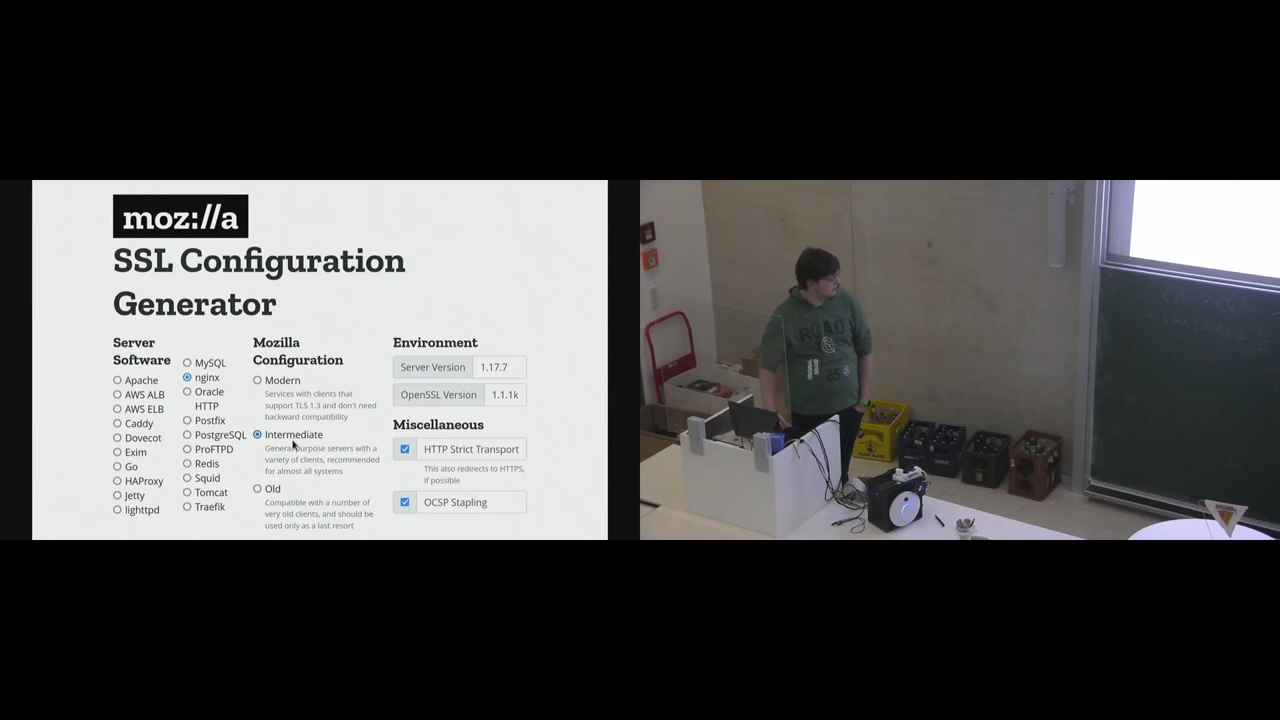 moz://a
SSL Configuration
Generator
Server
Software
Apache
AWS ALB
AWS ELB
Caddy
Dovecot
Exim
Go
HAProxy
Jetty
lighttpd
MySQL
nginx
Oracle
HTTP
Postfix
PostgreSQL
ProFTPD
Redis
Squid
Tomcat
Traefik
Mozilla
Configuration
Modern
Services with clients that
support TLS 1.3 and don't need
backward compatibility
Intermediate
General-purpose servers with a
variety of clients, recommended
for almost all systems
Old
Compatible with a number of
very old clients, and should be
used only as a last resort
Environment
Server Version 1.17.7
OpenSSL Version 1.1.1k
Miscellaneous
HTTP Strict Transport
This also redirects to HTTPS,
if possible
OCSP Stapling
ROAD
85